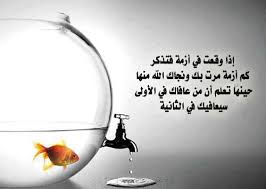 إذا وقعت في أزمة فتذكر
كم أزمة مرت بك ونجاك الله منها
حينها تعلم أن من عافاك في الأولى
سيعافيك في الثانية